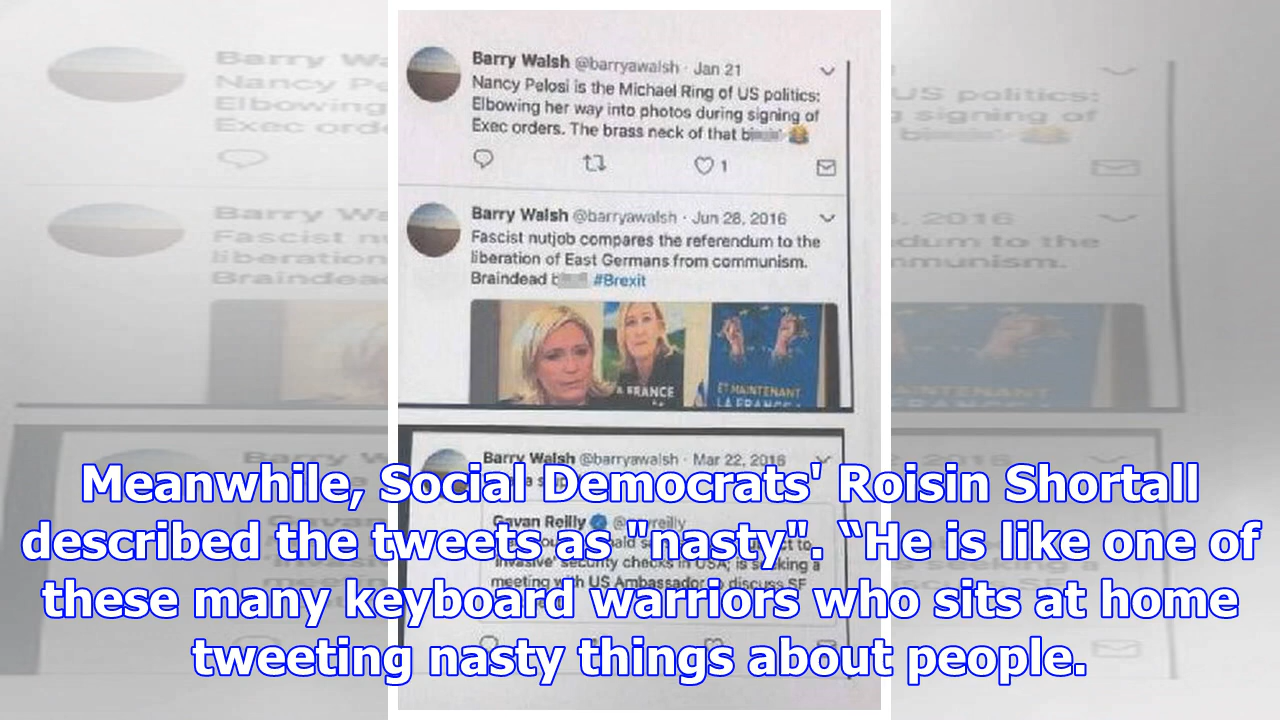 Barry Walsh @barryawalsh · Jan 21
Nancy Pelosi is the Michael Ring of US politics:
Elbowing her way into photos during signing of
Exec orders. The brass neck of that b
1
Barry Walsh @barryawalsh · Jun 28, 2016
Fascist nutjob compares the referendum to the
liberation of East Germans from communism.
Braindead b #Brexit
A FRANCE
ET MAINTENANT
LA FRANCE
Barry Walsh @barryawalsh · Mar 22, 2016
Gavan Reilly
'invasive' security checks in USA; is seeking a
meeting with US Ambassador to discuss SF
Meanwhile, Social Democrats' Roisin Shortall
described the tweets as "nasty". “He is like one of
these many keyboard warriors who sits at home
tweeting nasty things about people.